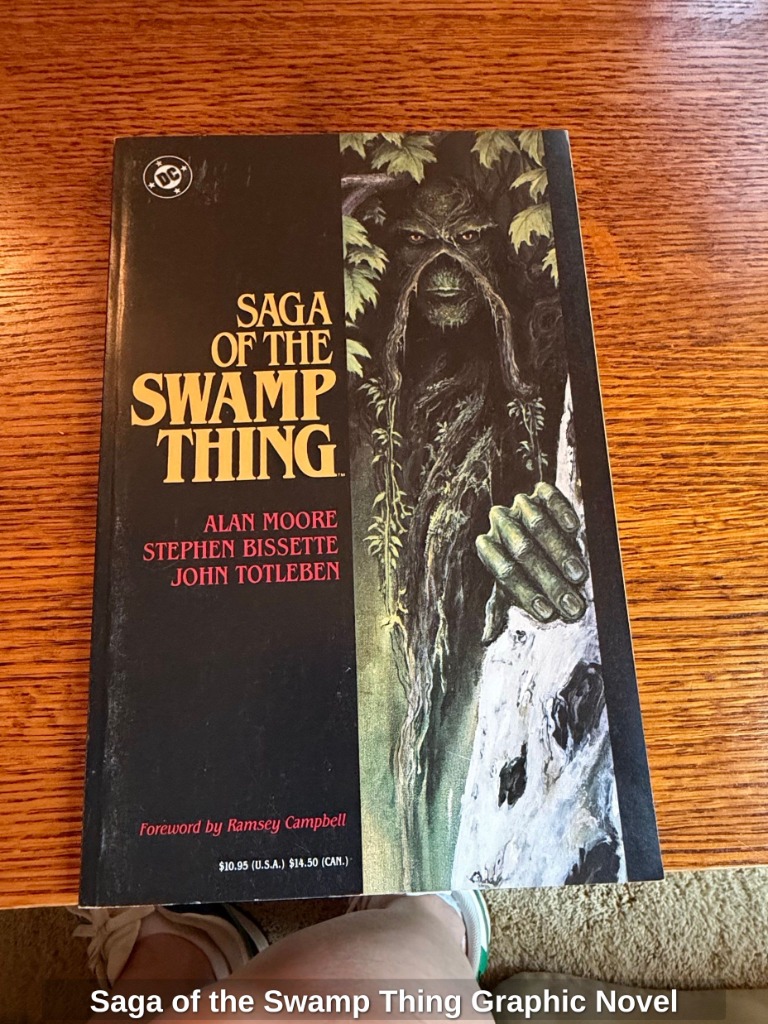 DC
SAGA
OF THE
SWAMP
THING
ALAN MOORE
STEPHEN BISSETTE
JOHN TOTLEBEN
Foreword by Ramsey Campbell
$10.95 (U.S.A.) $14.50 (CAN.)
Saga of the Swamp Thing Graphic Novel